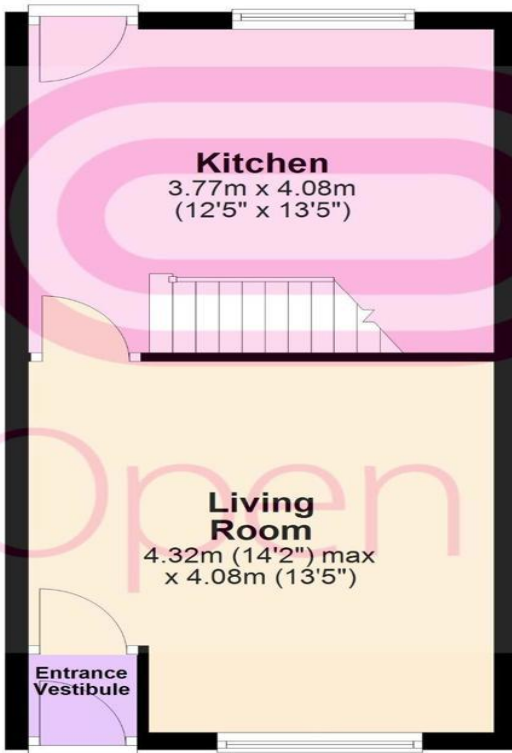 Kitchen
3.77m x 4.08m
(12'5" x 13'5")
Open
Living
Room
4.32m (14'2") max
x 4.08m (13'5")
Entrance
Vestibule